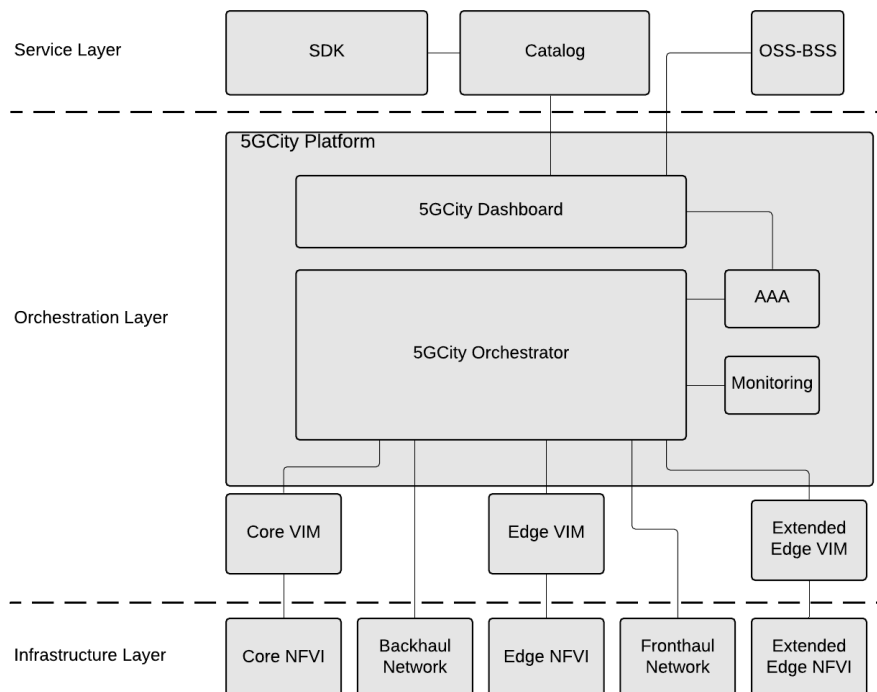 Service Layer
SDK
Catalog
OSS-BSS
5GCity Platform
5GCity Dashboard
Orchestration Layer
5GCity Orchestrator
AAA
Monitoring
Core VIM
Edge VIM
Extended
Edge VIM
Infrastructure Layer
Core NFVI
Backhaul
Network
Edge NFVI
Fronthaul
Network
Extended
Edge NFVI